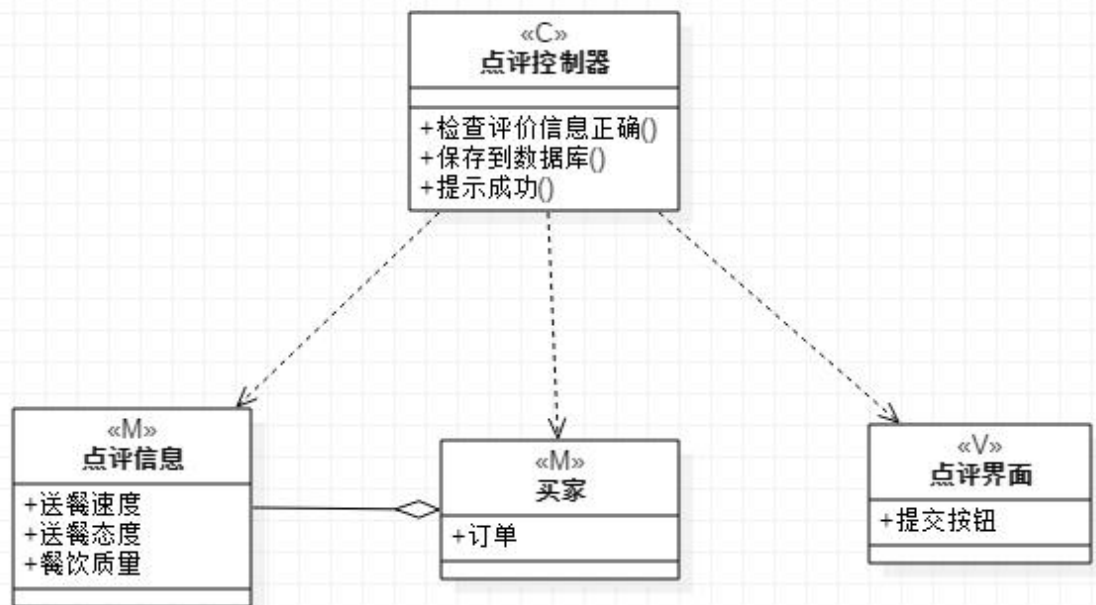 «C»
点评控制器
+检查评价信息正确()
+保存到数据库()
+提示成功()
«M»
点评信息
+送餐速度
+送餐态度
+餐饮质量
«M»
买家
+订单
«V»
点评界面
+提交按钮